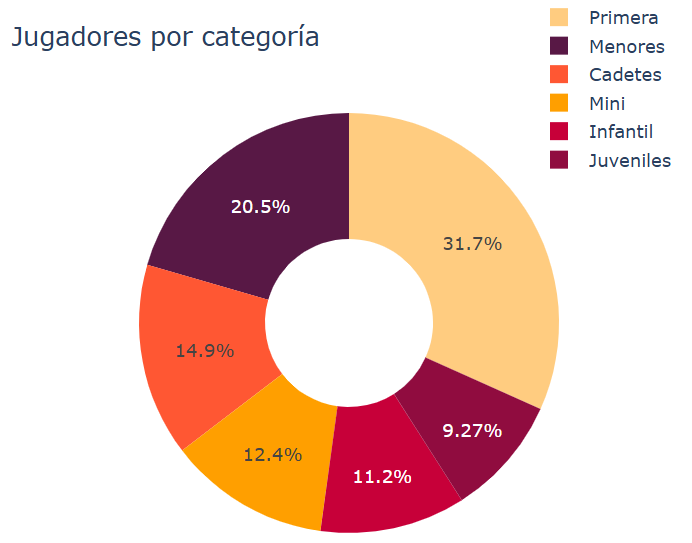 Jugadores por categoría
Primera
Menores
Cadetes
Mini
Infantil
Juveniles
20.5%
31.7%
14.9%
9.27%
12.4%
11.2%